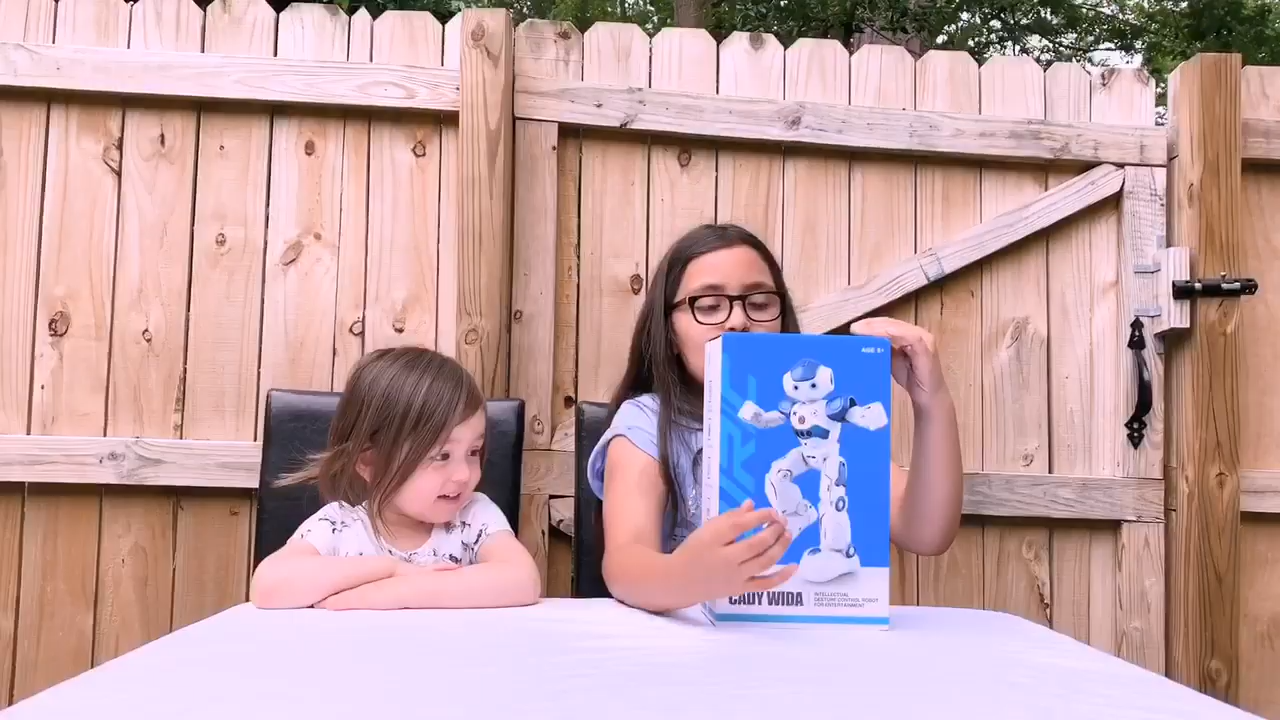 AGE 8+
CADY WIDA
INTELLECTUAL
GESTURE CONTROL ROBOT
FOR ENTERTAINMENT